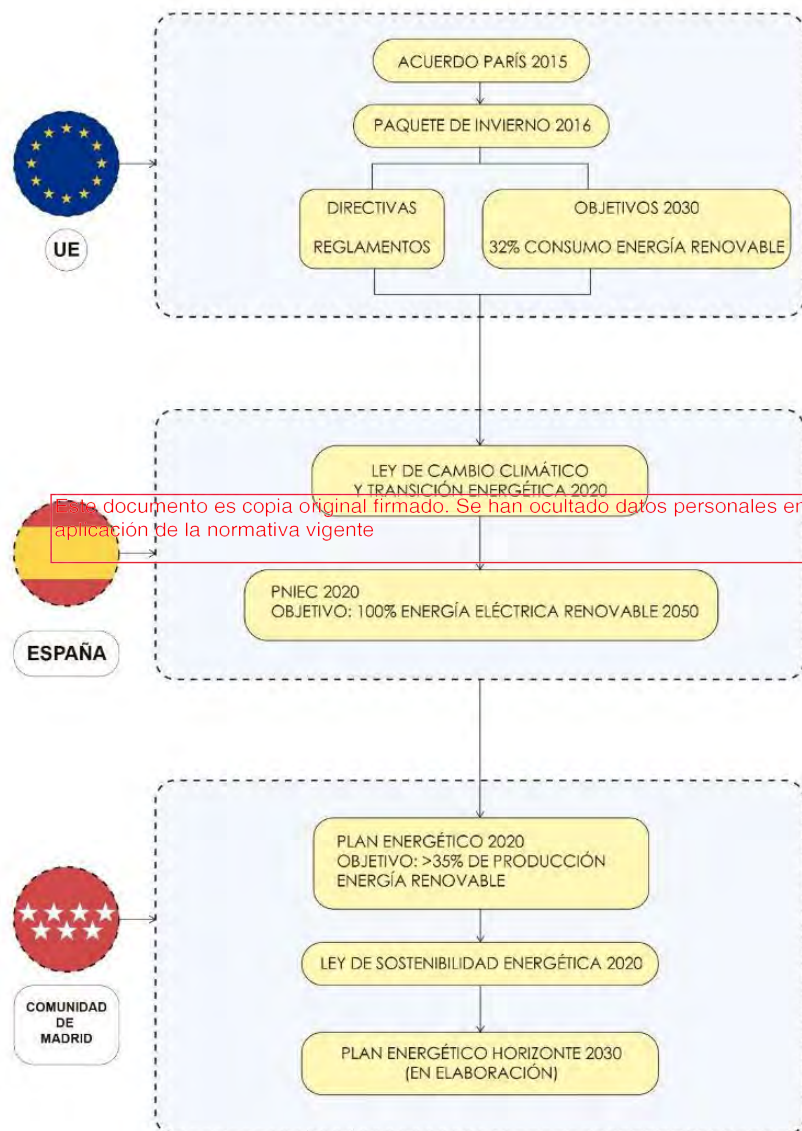 ACUERDO PARÍS 2015
PAQUETE DE INVIERNO 2016
DIRECTIVAS
REGLAMENTOS
OBJETIVOS 2030
32% CONSUMO ENERGÍA RENOVABLE
UE
LEY DE CAMBIO CLIMÁTICO
Y TRANSICIÓN ENERGÉTICA 2020
Este documento es copia original firmado. Se han ocultado datos personales en
aplicación de la normativa vigente
PNIEC 2020
OBJETIVO: 100% ENERGÍA ELÉCTRICA RENOVABLE 2050
ESPAÑA
PLAN ENERGÉTICO 2020
OBJETIVO: >35% DE PRODUCCIÓN
ENERGÍA RENOVABLE
LEY DE SOSTENIBILIDAD ENERGÉTICA 2020
COMUNIDAD
DE
MADRID
PLAN ENERGÉTICO HORIZONTE 2030
(EN ELABORACIÓN)